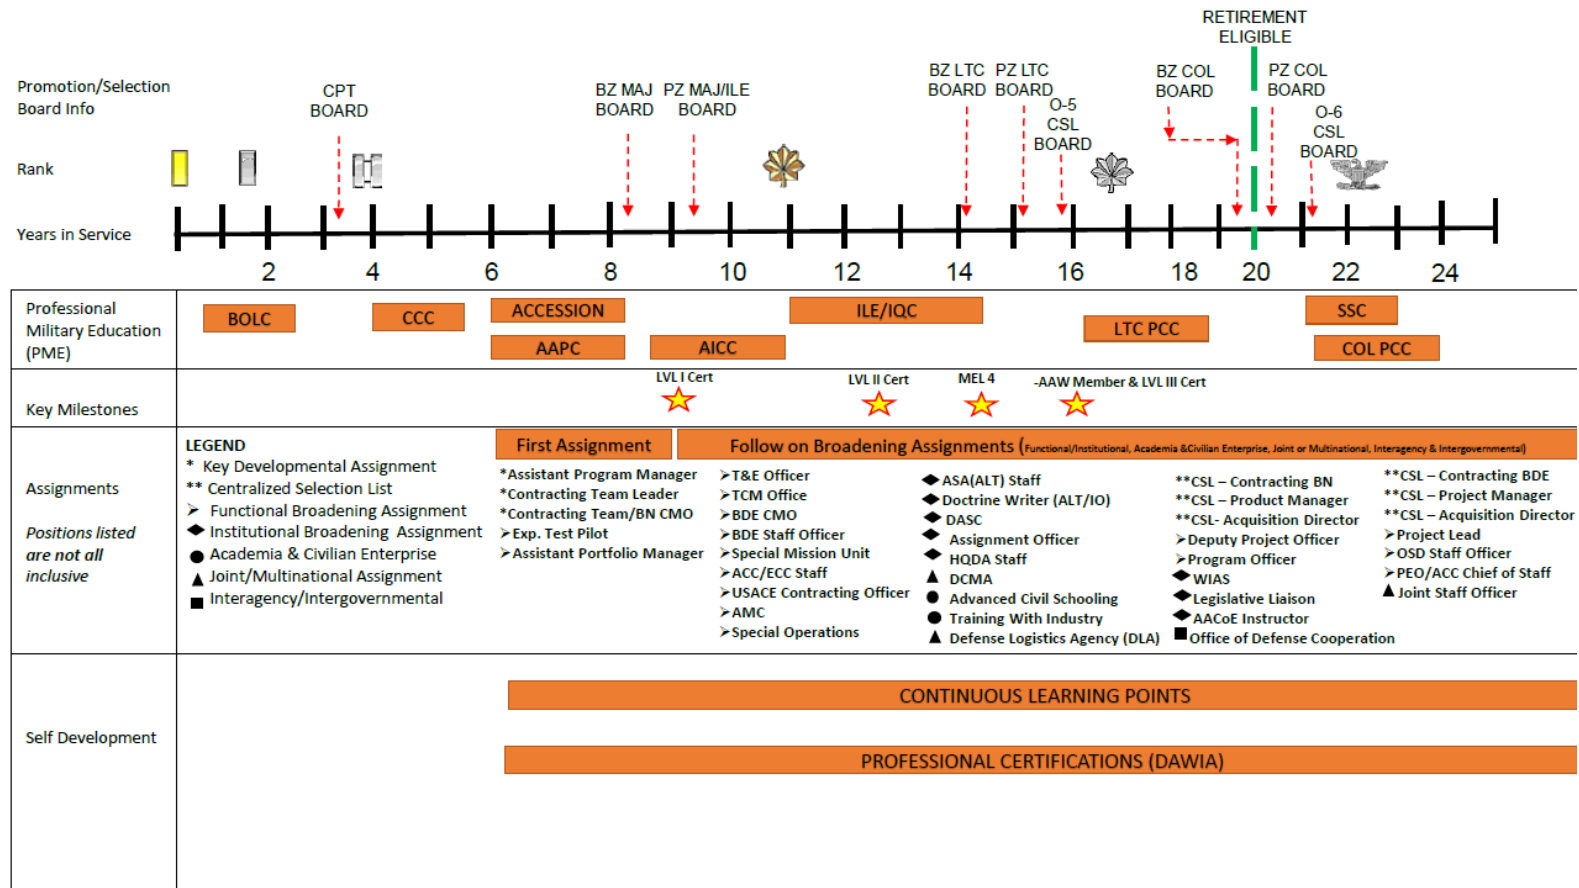 RETIREMENT
ELIGIBLE
Promotion/Selection
Board Info
CPT
BOARD
BZ MAJ
BOARD
PZ MAJ/ILE
BOARD
BZ LTC
BOARD
PZ LTC
BOARD
O-5
CSL
BOARD
BZ COL
BOARD
PZ COL
BOARD
O-6
CSL
BOARD
Rank
Years in Service
2 4 6 8 10 12 14 16 18 20 22 24
Professional
Military Education
(PME)
BOLC
CCC
ACCESSION
AAPC
AICC
ILE/IQC
LTC PCC
SSC
COL PCC
Key Milestones
LVL I Cert
LVL II Cert
MEL 4
-AAW Member & LVL III Cert
Assignments
Positions listed
are not all
inclusive
LEGEND
* Key Developmental Assignment
** Centralized Selection List
➢ Functional Broadening Assignment
◆ Institutional Broadening Assignment
● Academia & Civilian Enterprise
▲ Joint/Multinational Assignment
■ Interagency/Intergovernmental
First Assignment
*Assistant Program Manager
*Contracting Team Leader
*Contracting Team/BN CMO
➢Exp. Test Pilot
➢Assistant Portfolio Manager
Follow on Broadening Assignments (Functional/Institutional, Academia &Civilian Enterprise, Joint or Multinational, Interagency & Intergovernmental)
➢T&E Officer
➢TCM Office
➢BDE CMO
➢BDE Staff Officer
➢Special Mission Unit
➢ACC/ECC Staff
➢USACE Contracting Officer
➢AMC
➢Special Operations
◆ASA(ALT) Staff
◆Doctrine Writer (ALT/IO)
◆DASC
◆Assignment Officer
◆HQDA Staff
▲ DCMA
● Advanced Civil Schooling
● Training With Industry
▲ Defense Logistics Agency (DLA)
**CSL – Contracting BN
**CSL – Product Manager
**CSL- Acquisition Director
➢Deputy Project Officer
➢Program Officer
◆WIAS
◆Legislative Liaison
◆AACoE Instructor
■Office of Defense Cooperation
**CSL – Contracting BDE
**CSL – Project Manager
**CSL – Acquisition Director
➢Project Lead
➢OSD Staff Officer
➢PEO/ACC Chief of Staff
▲Joint Staff Officer
Self Development
CONTINUOUS LEARNING POINTS
PROFESSIONAL CERTIFICATIONS (DAWIA)